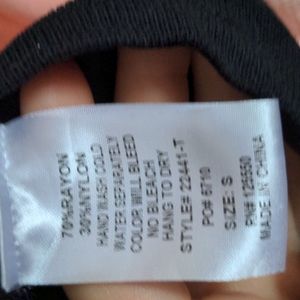 70%RAYON
30%NYLON
HAND WASH COLD
WATER SEPARATELY
COLOR WILL BLEED
NO BLEACH
HANG TO DRY
STYLE# 22441-T
PO# 6710
SIZE: S
RN# 725500
MADE IN CHINA